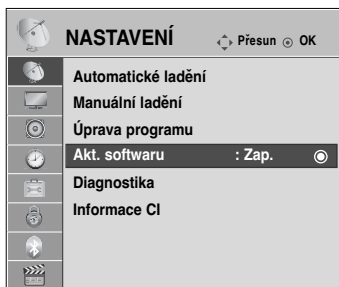 NASTAVENÍ Přesun OK
Automatické ladění
Manuální ladění
Úprava programu
Akt. softwaru : Zap.
Diagnostika
Informace CI